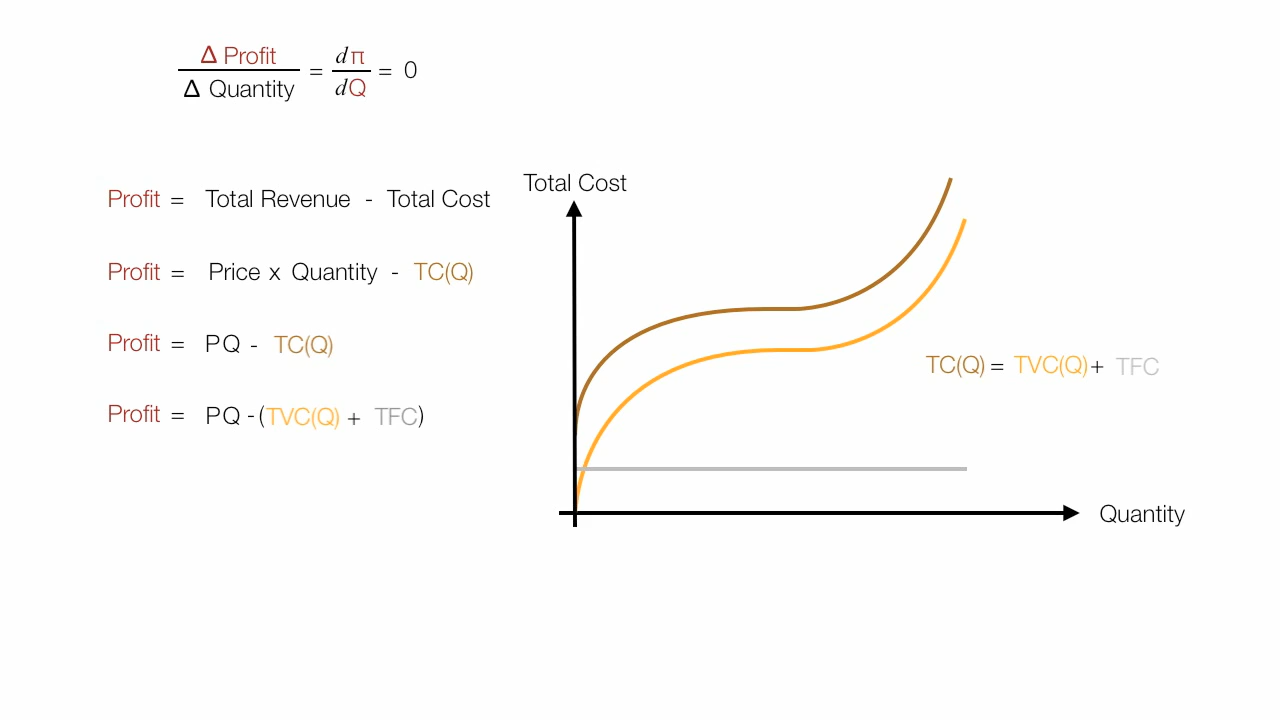 Δ Profit
Δ Quantity
= dπ
dQ
= 0
Profit = Total Revenue - Total Cost
Profit = Price x Quantity - TC(Q)
Profit = PQ - TC(Q)
Profit = PQ - (TVC(Q) + TFC)
Total Cost
TC(Q) = TVC(Q) + TFC
Quantity